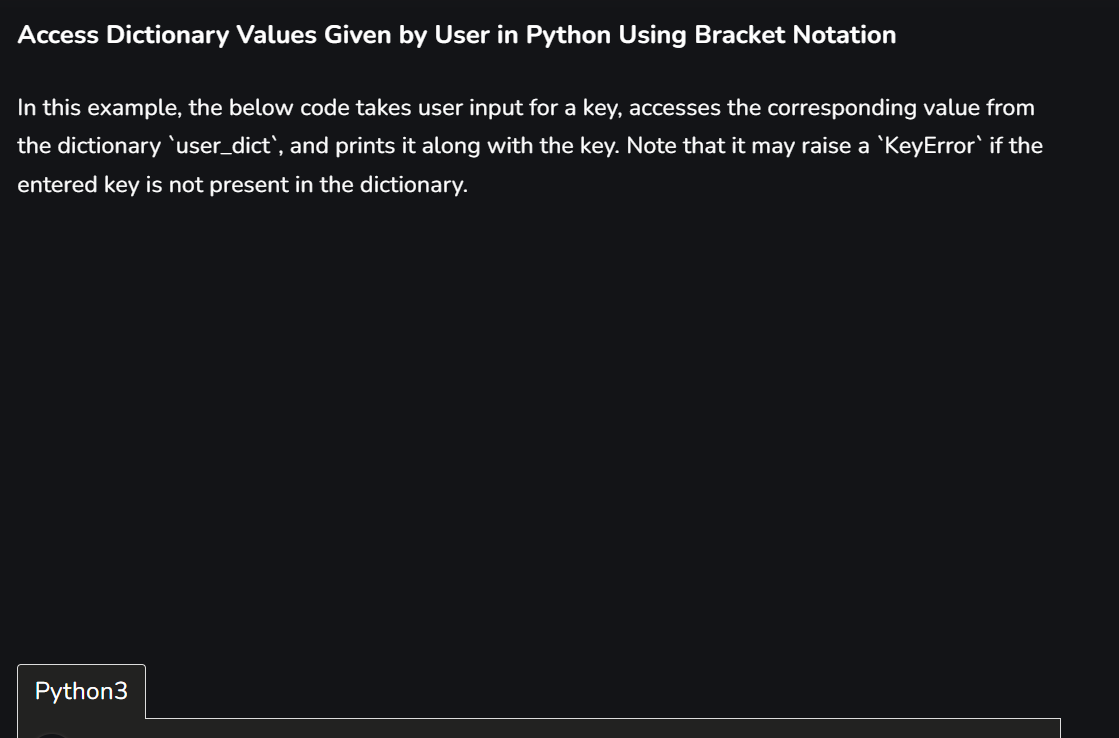 Access Dictionary Values Given by User in Python Using Bracket Notation
In this example, the below code takes user input for a key, accesses the corresponding value from
the dictionary `user_dict`, and prints it along with the key. Note that it may raise a `KeyError` if the
entered key is not present in the dictionary.
Python3